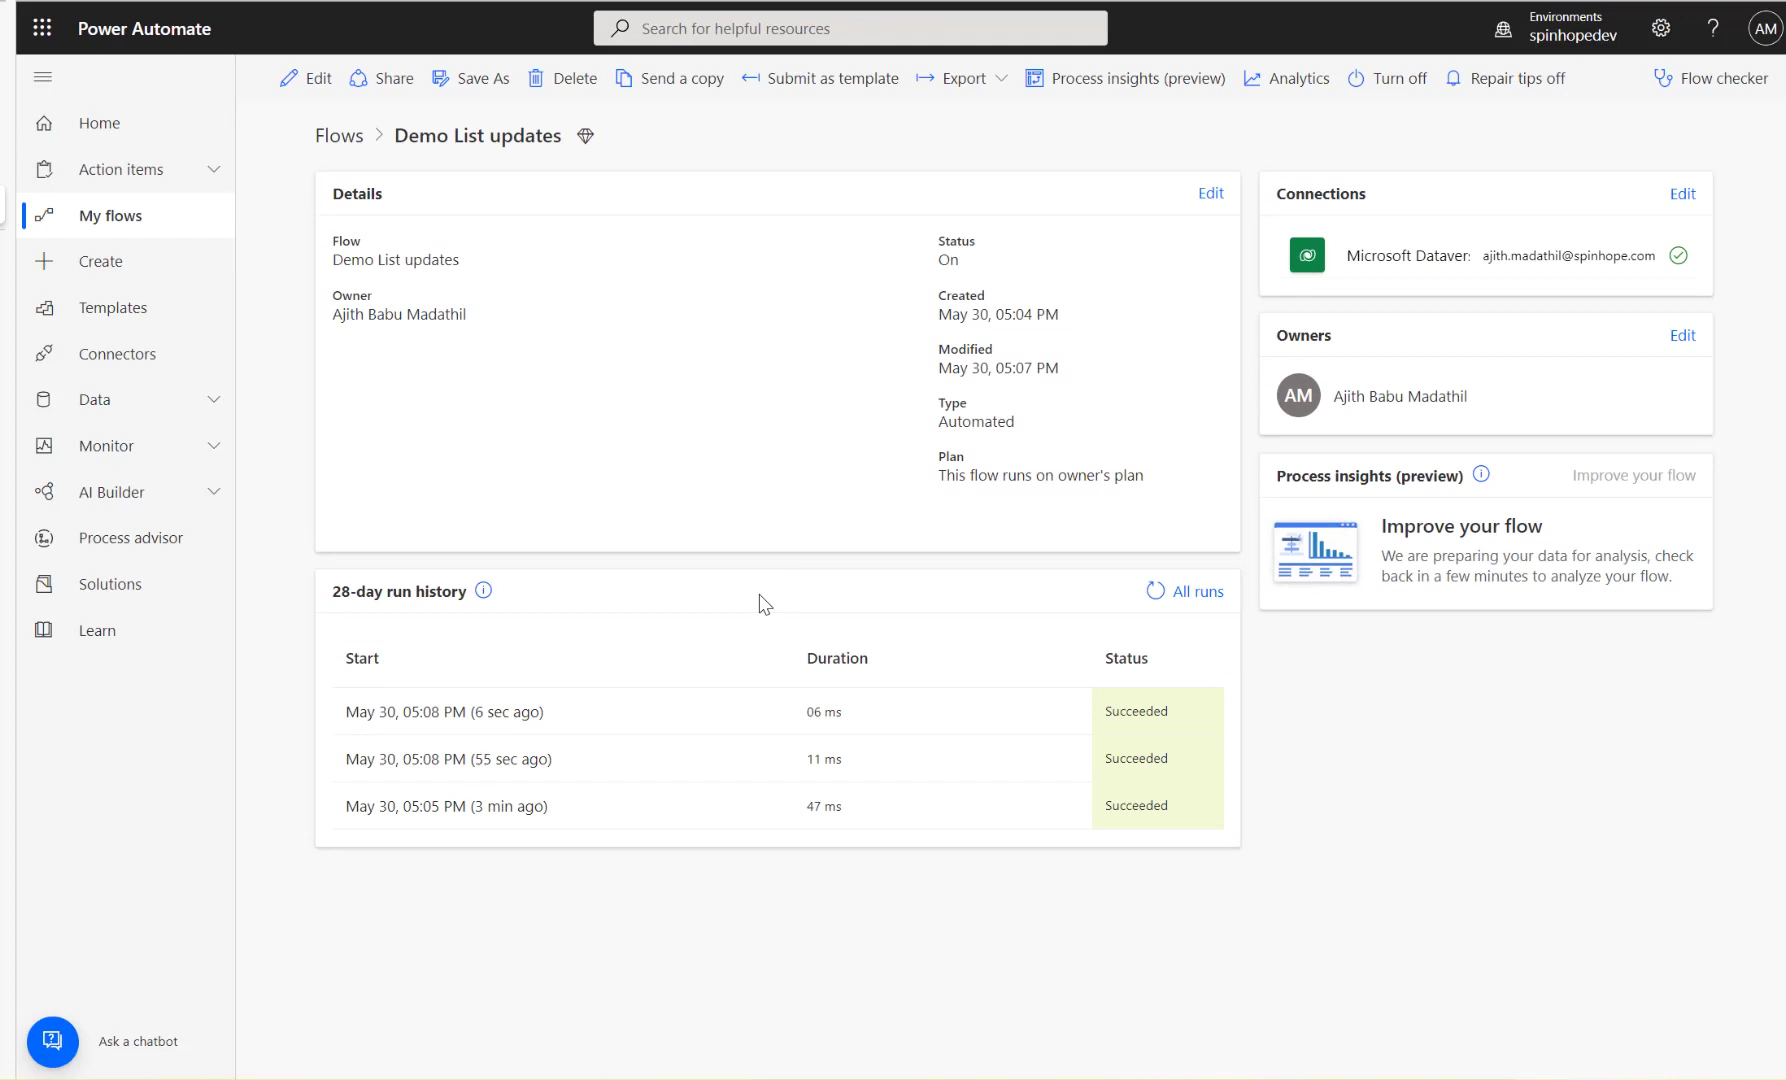 Power Automate
Search for helpful resources
Environments
spinhopedev
?
AM
Edit
Share
Save As
Delete
Send a copy
Submit as template
Export
Process insights (preview)
Analytics
Turn off
Repair tips off
Flow checker
Home
Action items
My flows
Create
Templates
Connectors
Data
Monitor
AI Builder
Process advisor
Solutions
Learn
Ask a chatbot
Flows > Demo List updates
Details
Edit
Flow
Demo List updates
Owner
Ajith Babu Madathil
Status
On
Created
May 30, 05:04 PM
Modified
May 30, 05:07 PM
Type
Automated
Plan
This flow runs on owner's plan
28-day run history
All runs
Start Duration Status
May 30, 05:08 PM (6 sec ago) 06 ms Succeeded
May 30, 05:08 PM (55 sec ago) 11 ms Succeeded
May 30, 05:05 PM (3 min ago) 47 ms Succeeded
Connections
Edit
Microsoft Dataver: ajith.madathil@spinhope.com
Owners
Edit
AM
Ajith Babu Madathil
Process insights (preview)
Improve your flow
Improve your flow
We are preparing your data for analysis, check
back in a few minutes to analyze your flow.